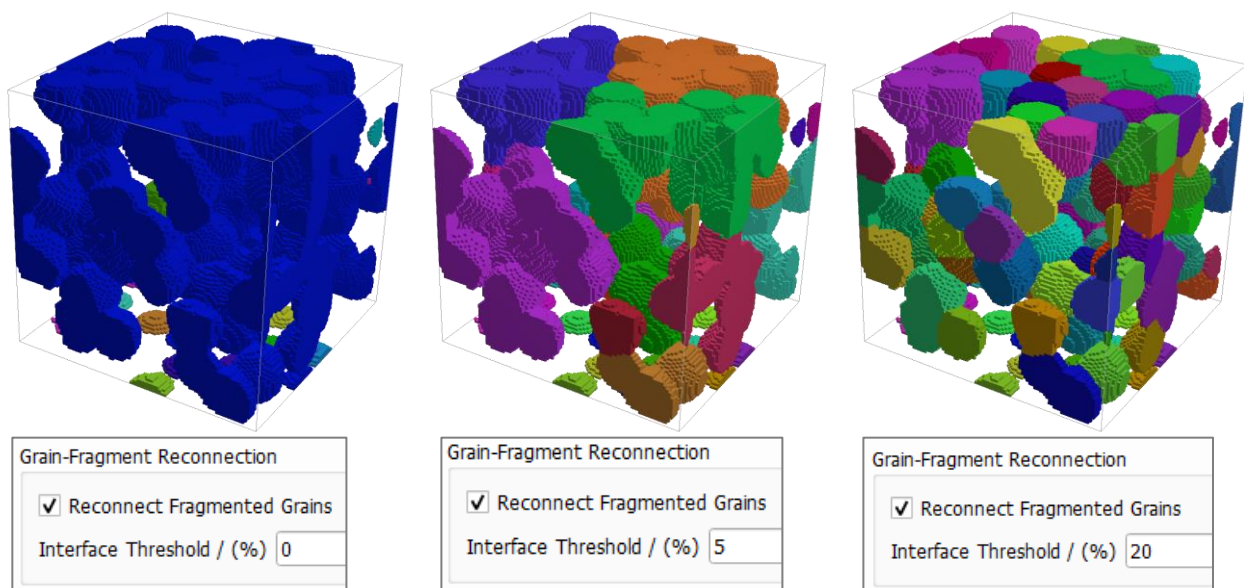 Grain-Fragment Reconnection
Reconnect Fragmented Grains
Interface Threshold / (%) 0
Grain-Fragment Reconnection
Reconnect Fragmented Grains
Interface Threshold / (%) 5
Grain-Fragment Reconnection
Reconnect Fragmented Grains
Interface Threshold / (%) 20